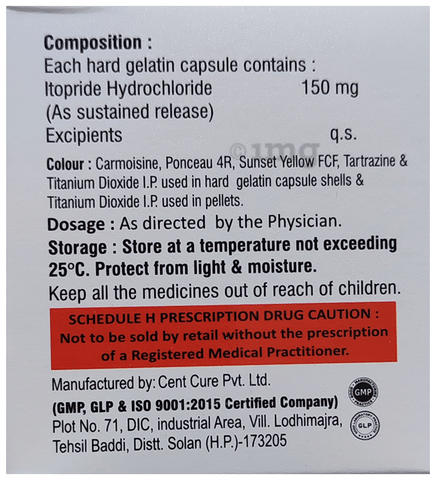 Composition :
Each hard gelatin capsule contains :
Itopride Hydrochloride 150 mg
(As sustained release)
Excipients q.s.
©1mg
Colour : Carmoisine, Ponceau 4R, Sunset Yellow FCF, Tartrazine &
Titanium Dioxide I.P. used in hard gelatin capsule shells &
Titanium Dioxide I.P. used in pellets.
Dosage : As directed by the Physician.
Storage : Store at a temperature not exceeding
25°C. Protect from light & moisture.
Keep all the medicines out of reach of children.
SCHEDULE H PRESCRIPTION DRUG CAUTION :
Not to be sold by retail without the prescription
of a Registered Medical Practitioner.
Manufactured by: Cent Cure Pvt. Ltd.
(GMP, GLP & ISO 9001:2015 Certified Company)
Plot No. 71, DIC, industrial Area, Vill. Lodhimajra,
Tehsil Baddi, Distt. Solan (H.P.)-173205
GMP
GLP